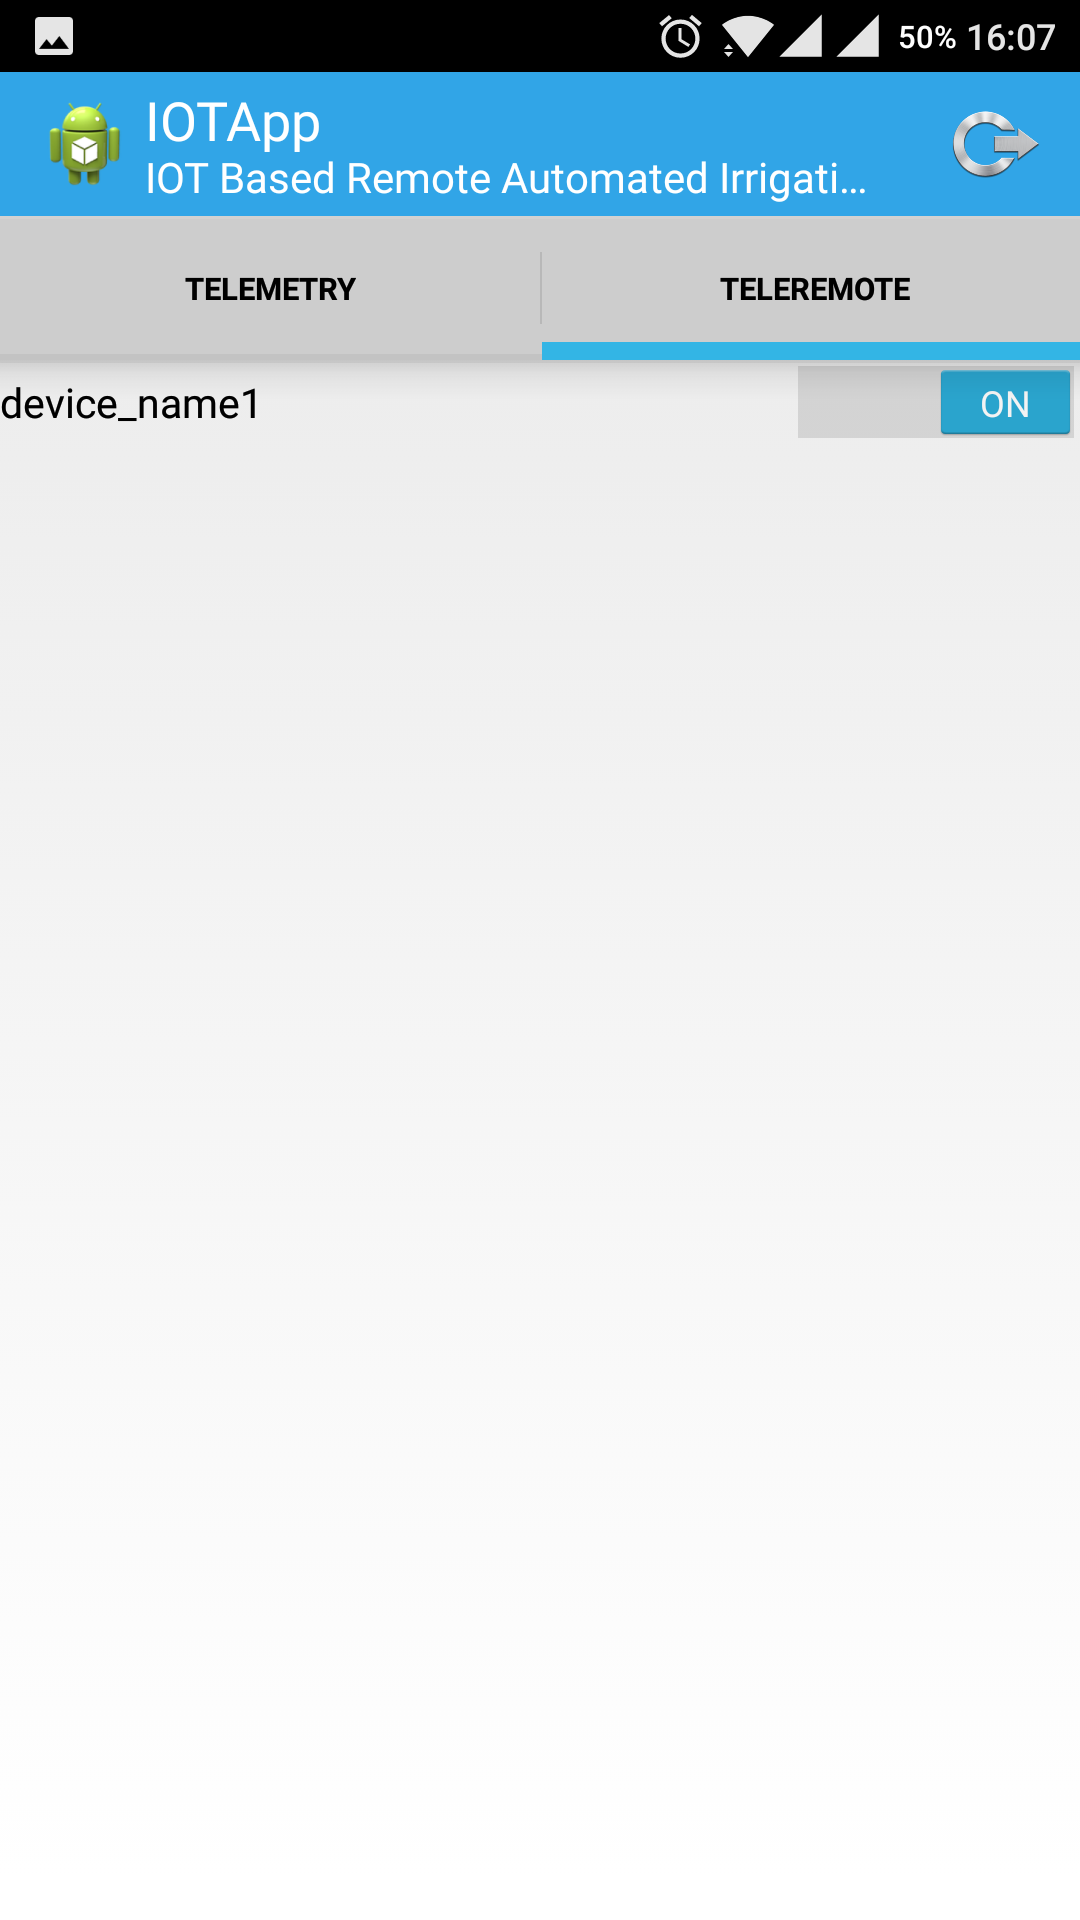 50% 16:07
IOTApp
IOT Based Remote Automated Irrigati...
TELEMETRY TELEREMOTE
device_name1 ON